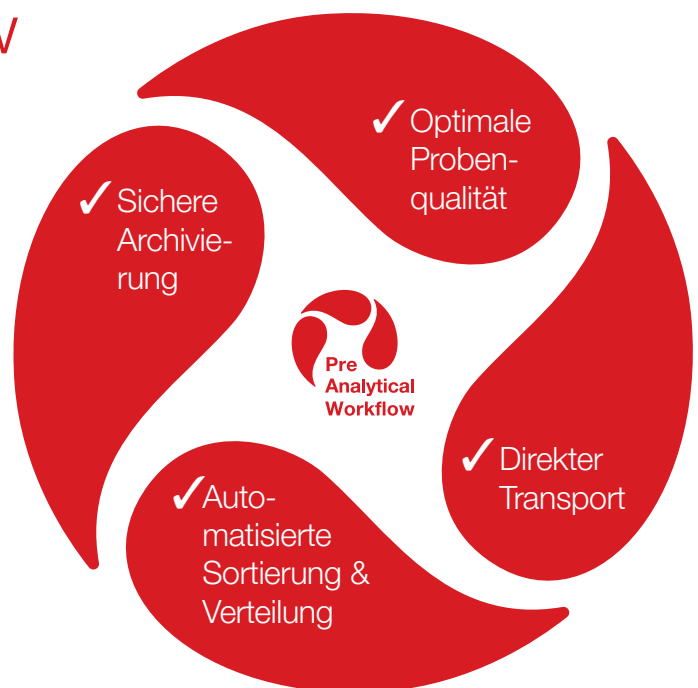 ✓ Optimale
Proben-
qualität
✓ Direkter
Transport
✓ Auto-
matisierte
Sortierung &
Verteilung
✓ Sichere
Archivie-
rung
Pre
Analytical
Workflow